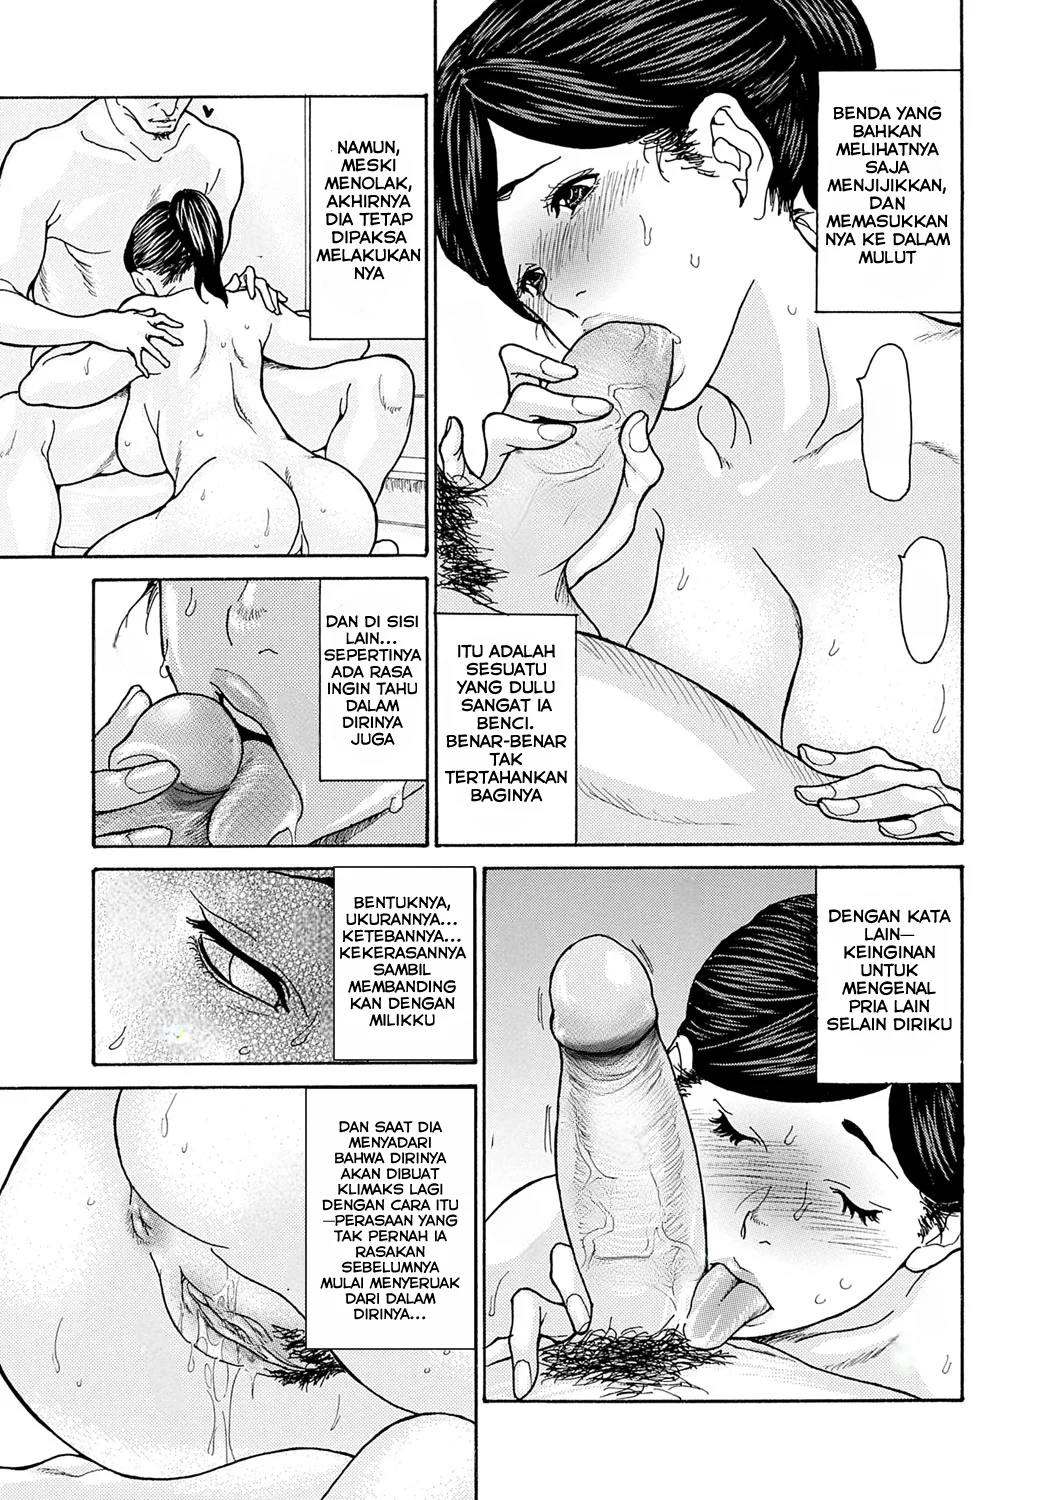 BENDA YANG
BAHKAN
MELIHATNYA
SAJA
MENJIJIKKAN,
DAN
MEMASUKKAN
NYA KE DALAM
MULUT
ITU ADALAH
SESUATU
YANG DULU
SANGAT IA
BENCI.
BENAR-BENAR
TAK
TERTAHANKAN
BAGINYA
NAMUN,
MESKI
MENOLAK,
AKHIRNYA
DIA TETAP
DIPAKSA
MELAKUKAN
NYA
DAN DI SISI
LAIN...
SEPERTINYA
ADA RASA
INGIN TAHU
DALAM
DIRINYA
JUGA
DENGAN KATA
LAIN—
KEINGINAN
UNTUK
MENGENAL
PRIA LAIN
SELAIN DIRIKU
BENTUKNYA,
UKURANNYA...
KETEBANNYA...
KEKERASANNYA
SAMBIL
MEMBANDING
KAN DENGAN
MILIKKU
DAN SAAT DIA
MENYADARI
BAHWA DIRINYA
AKAN DIBUAT
KLIMAKS LAGI
DENGAN CARA ITU
—PERASAAN YANG
TAK PERNAH IA
RASAKAN
SEBELUMNYA
MULAI MENYERUAK
DARI DALAM
DIRINYA...